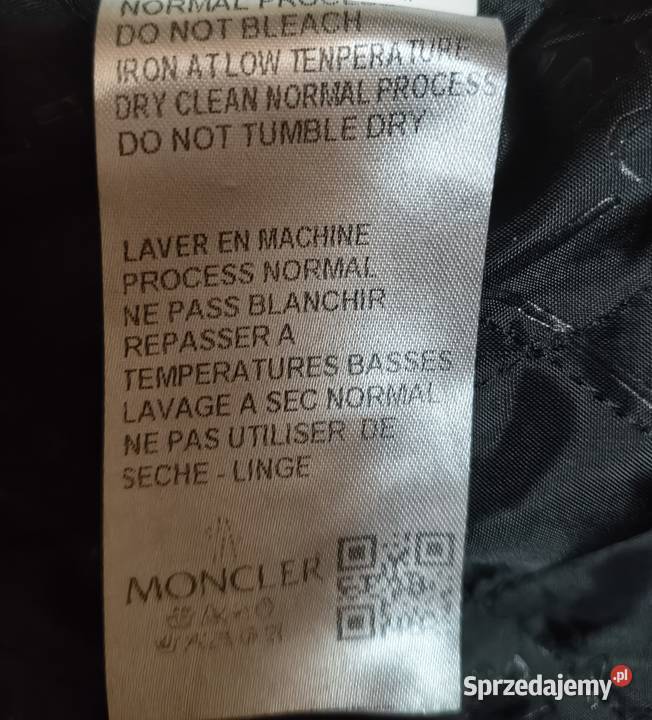 NORMAL PROCESS
DO NOT BLEACH
IRON AT LOW TENPERATURE
DRY CLEAN NORMAL PROCESS
DO NOT TUMBLE DRY
LAVER EN MACHINE
PROCESS NORMAL
NE PASS BLANCHIR
REPASSER A
TEMPERATURES BASSES
LAVAGE A SEC NORMAL
NE PAS UTILISER DE
SECHE - LINGE
MONCLER
Sprzedajemy.pl